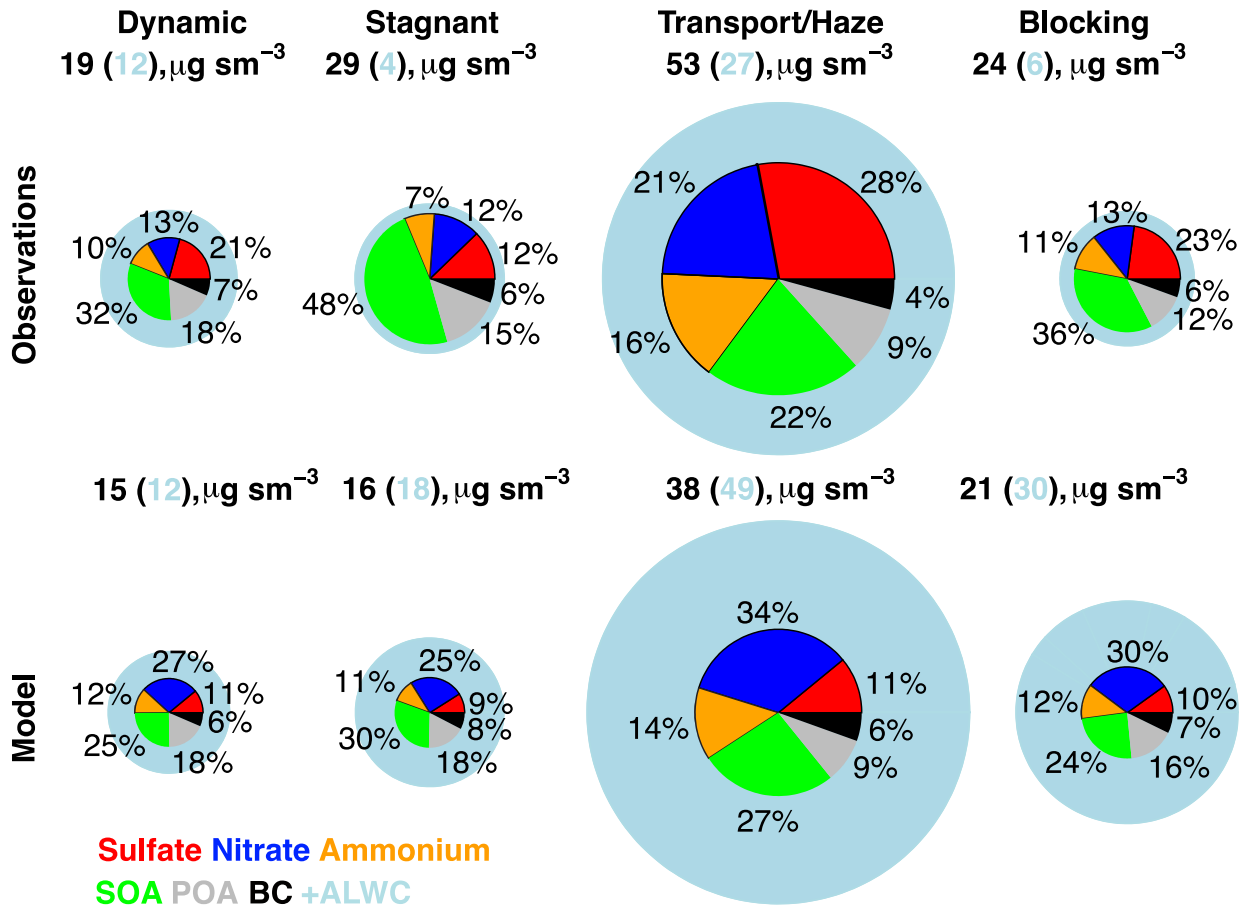 Dynamic Stagnant Transport/Haze Blocking
19 (12), μg sm⁻³ 29 (4), μg sm⁻³ 53 (27), μg sm⁻³ 24 (6), μg sm⁻³
Observations
13% 21% 10% 7% 32% 18%
7% 12% 12% 6% 48% 15%
21% 28% 4% 16% 9% 22%
13% 23% 11% 6% 12% 36%
15 (12), μg sm⁻³ 16 (18), μg sm⁻³ 38 (49), μg sm⁻³ 21 (30), μg sm⁻³
Model
27% 12% 11% 6% 25% 18%
25% 11% 9% 8% 30% 18%
34% 11% 14% 6% 9% 27%
30% 12% 10% 7% 24% 16%
Sulfate Nitrate Ammonium
SOA POA BC +ALWC